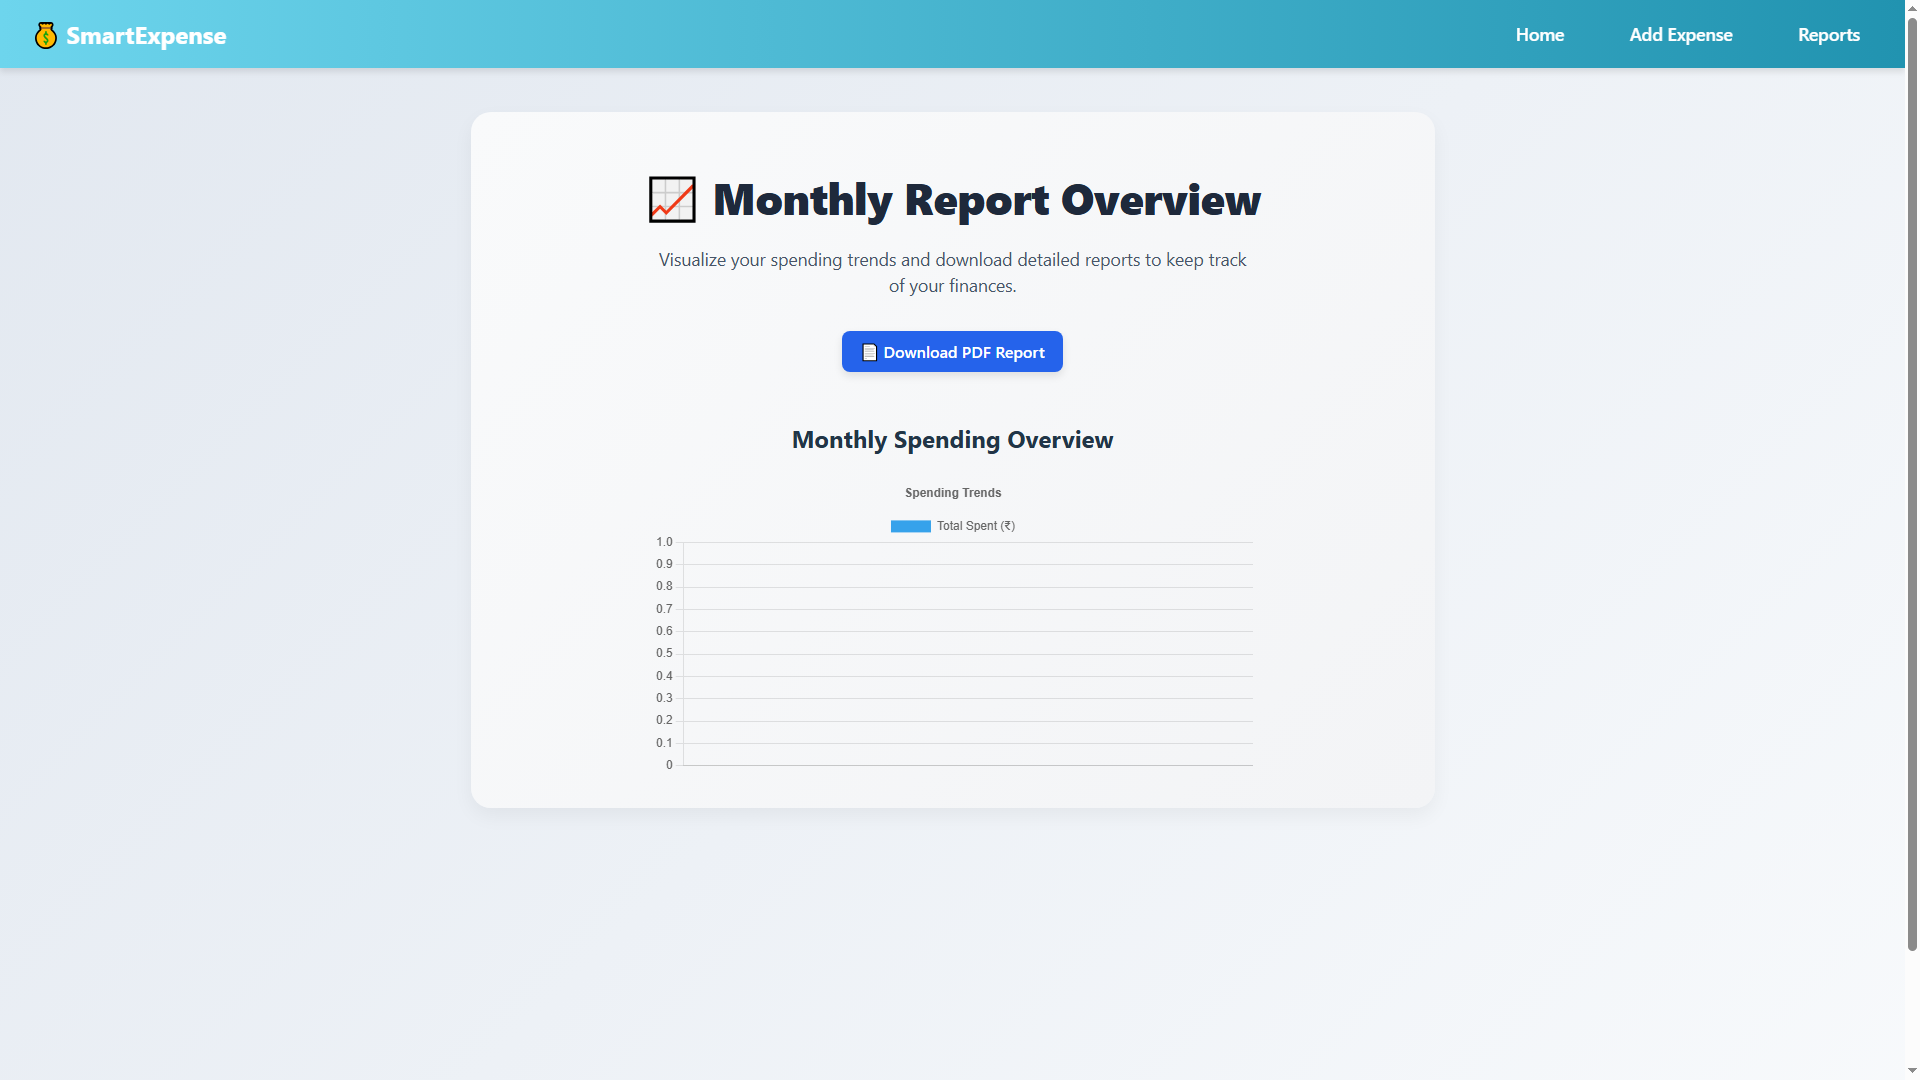 SmartExpense
Home
Add Expense
Reports
Monthly Report Overview
Visualize your spending trends and download detailed reports to keep track
of your finances.
Download PDF Report
Monthly Spending Overview
Spending Trends
Total Spent (₹)
1.0
0.9
0.8
0.7
0.6
0.5
0.4
0.3
0.2
0.1
0